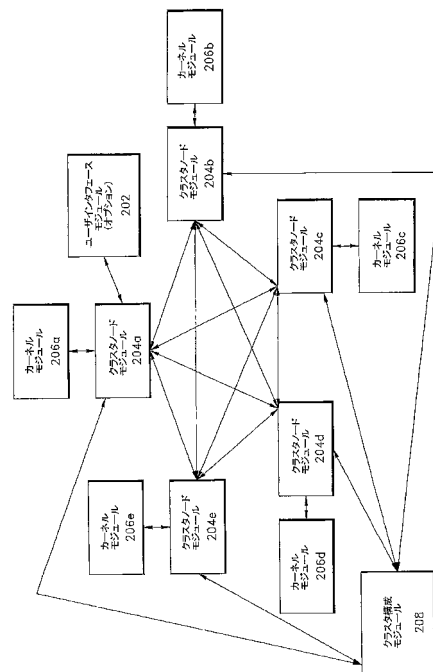 カーネル
モジュール
206a
ユーザインタフェース
モジュール
(オプション)
202
クラスタノード
モジュール
204a
カーネル
モジュール
206b
クラスタノード
モジュール
204b
カーネル
モジュール
206e
クラスタノード
モジュール
204e
クラスタノード
モジュール
204c
カーネル
モジュール
206c
クラスタノード
モジュール
204d
カーネル
モジュール
206d
クラスタ構成
モジュール
208